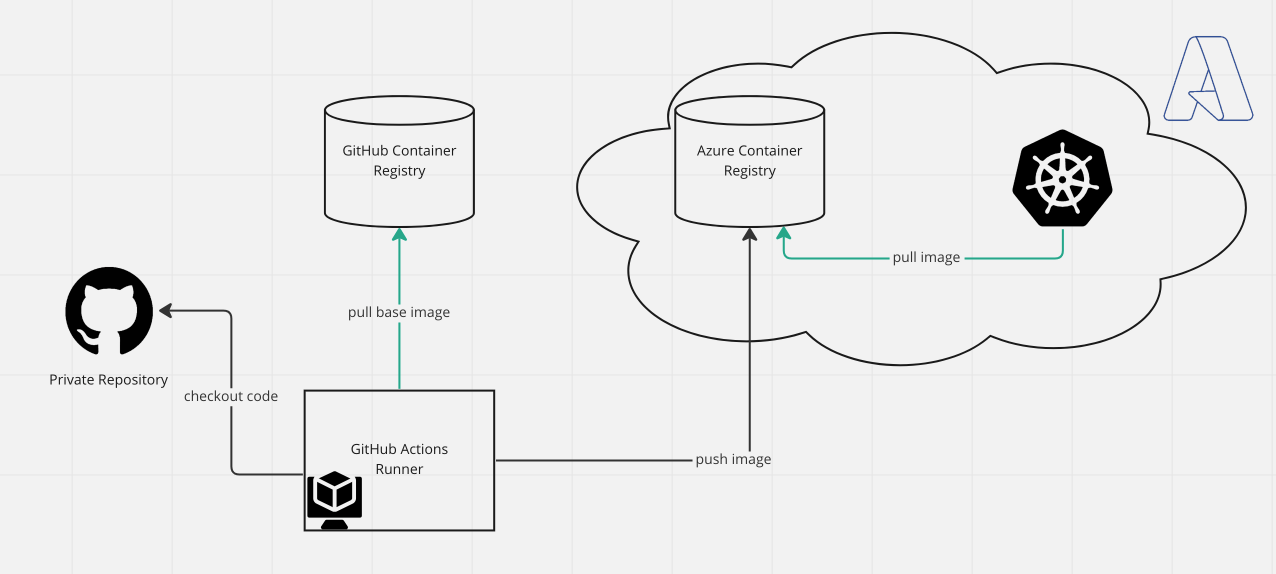 GitHub Container
Registry
Azure Container
Registry
pull image
pull base image
Private Repository
checkout code
GitHub Actions
Runner
push image